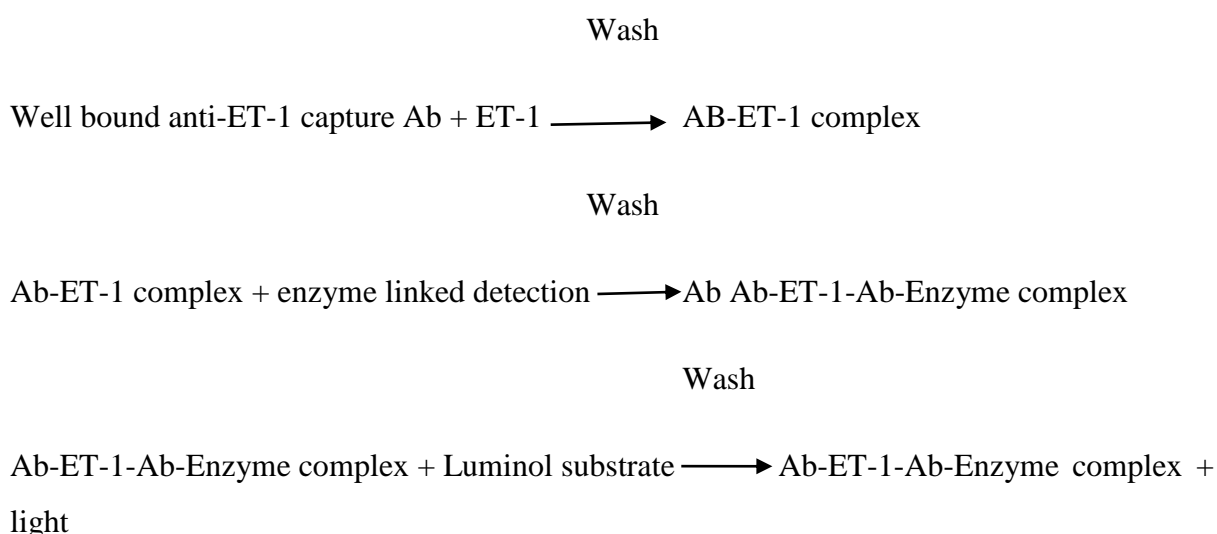 Wash
Well bound anti-ET-1 capture Ab + ET-1 → AB-ET-1 complex
Wash
Ab-ET-1 complex + enzyme linked detection → Ab Ab-ET-1-Ab-Enzyme complex
Wash
Ab-ET-1-Ab-Enzyme complex + Luminol substrate → Ab-ET-1-Ab-Enzyme complex +
light